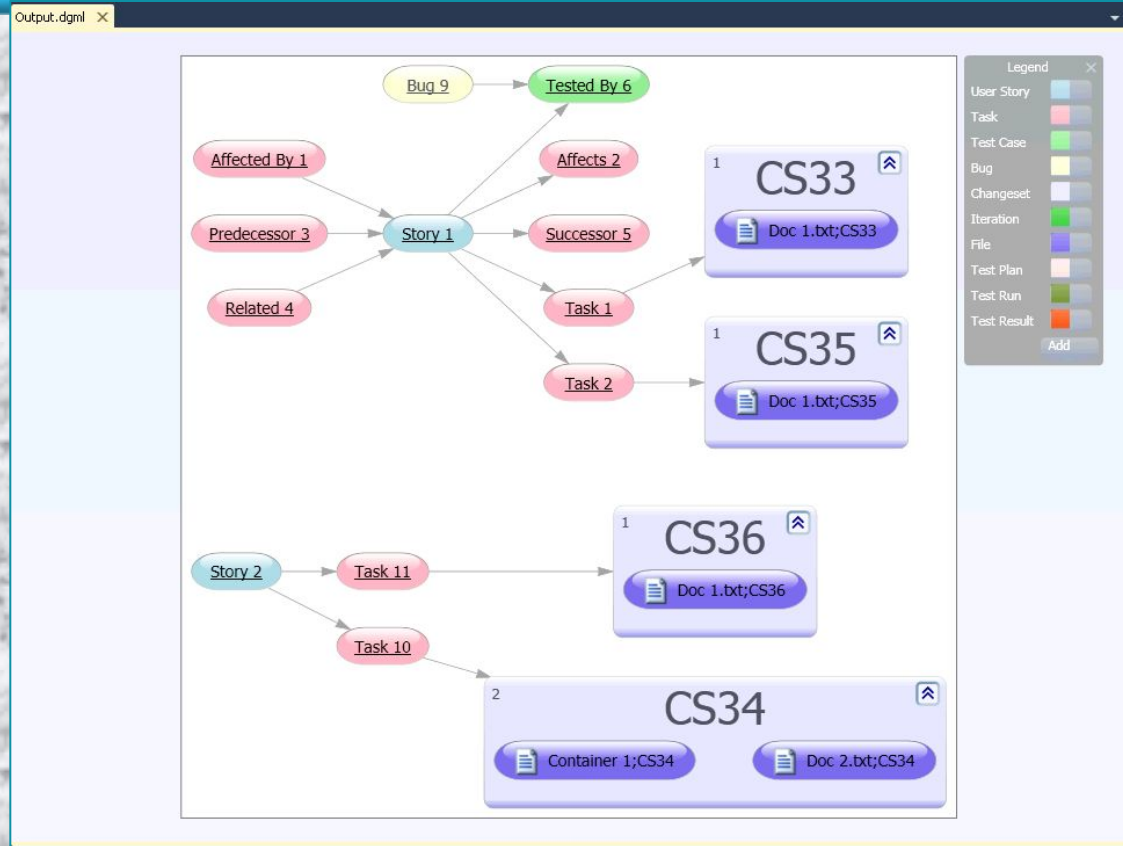 Output.dgml
Bug 9
Tested By 6
Affected By 1
Affects 2
Predecessor 3
Story 1
Successor 5
Related 4
Task 1
Task 2
1
CS33
Doc 1.txt;CS33
1
CS35
Doc 1.txt;CS35
Story 2
Task 11
Task 10
1
CS36
Doc 1.txt;CS36
2
CS34
Container 1;CS34
Doc 2.txt;CS34
Legend
User Story
Task
Test Case
Bug
Changeset
Iteration
File
Test Plan
Test Run
Test Result
Add